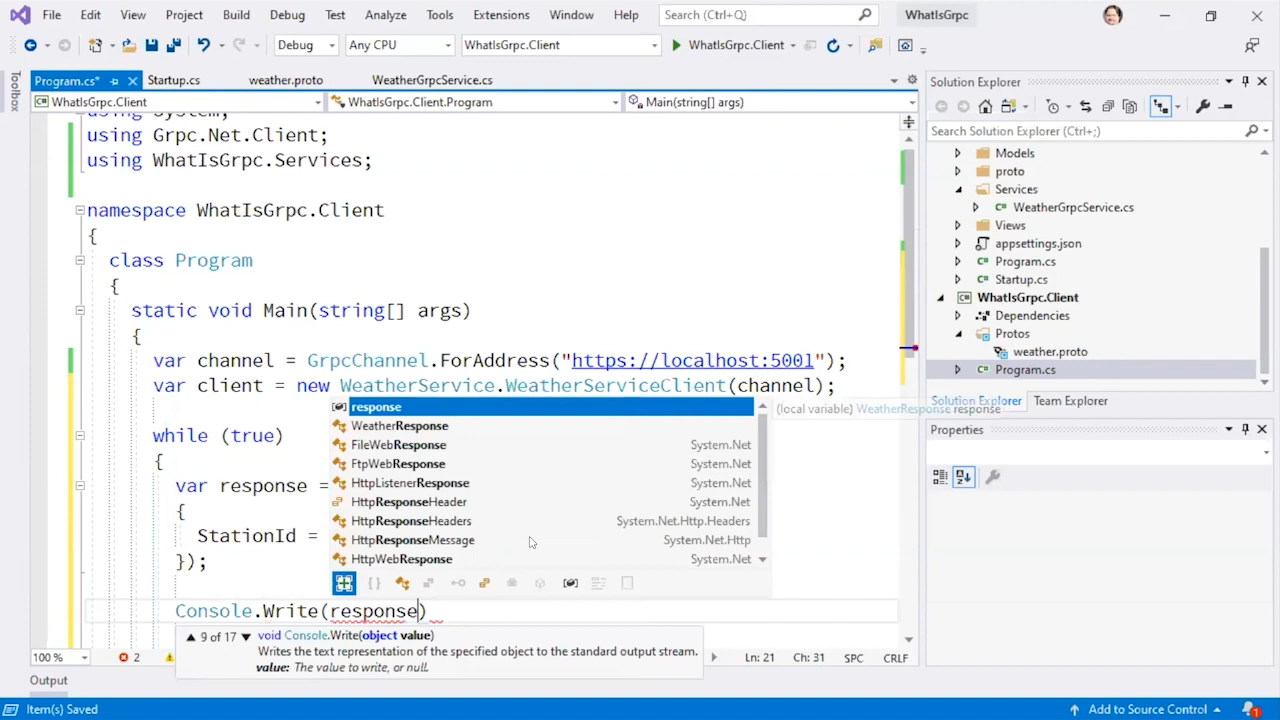 File Edit View Project Build Debug Test Analyze Tools Extensions Window Help Search (Ctrl+Q) WhatIsGrpc
Debug Any CPU WhatIsGrpc.Client WhatIsGrpc.Client
Toolbox
Program.cs* Startup.cs weather.proto WeatherGrpcService.cs
WhatIsGrpc.Client WhatIsGrpc.Client.Program Main(string[] args)
using System;
using Grpc.Net.Client;
using WhatIsGrpc.Services;
namespace WhatIsGrpc.Client
{
class Program
{
static void Main(string[] args)
{
var channel = GrpcChannel.ForAddress("https://localhost:5001");
var client = new WeatherService.WeatherServiceClient(channel);
while (true)
{
var response =
{
StationId =
});
Console.Write(response)
response
WeatherResponse
FileWebResponse System.Net
FtpWebResponse System.Net
HttpListenerResponse System.Net
HttpResponseHeader System.Net
HttpResponseHeaders System.Net.Http.Headers
HttpResponseMessage System.Net.Http
HttpWebResponse System.Net
(local variable) WeatherResponse response
9 of 17 void Console.Write(object value)
Writes the text representation of the specified object to the standard output stream.
value: The value to write, or null.
100 % 2 Ln: 21 Ch: 31 SPC CRLF
Output
Solution Explorer
Search Solution Explorer (Ctrl+;)
Models
proto
Services
WeatherGrpcService.cs
Views
appsettings.json
Program.cs
Startup.cs
WhatIsGrpc.Client
Dependencies
Protos
weather.proto
Program.cs
Solution Explorer Team Explorer
Properties
Item(s) Saved Add to Source Control 1